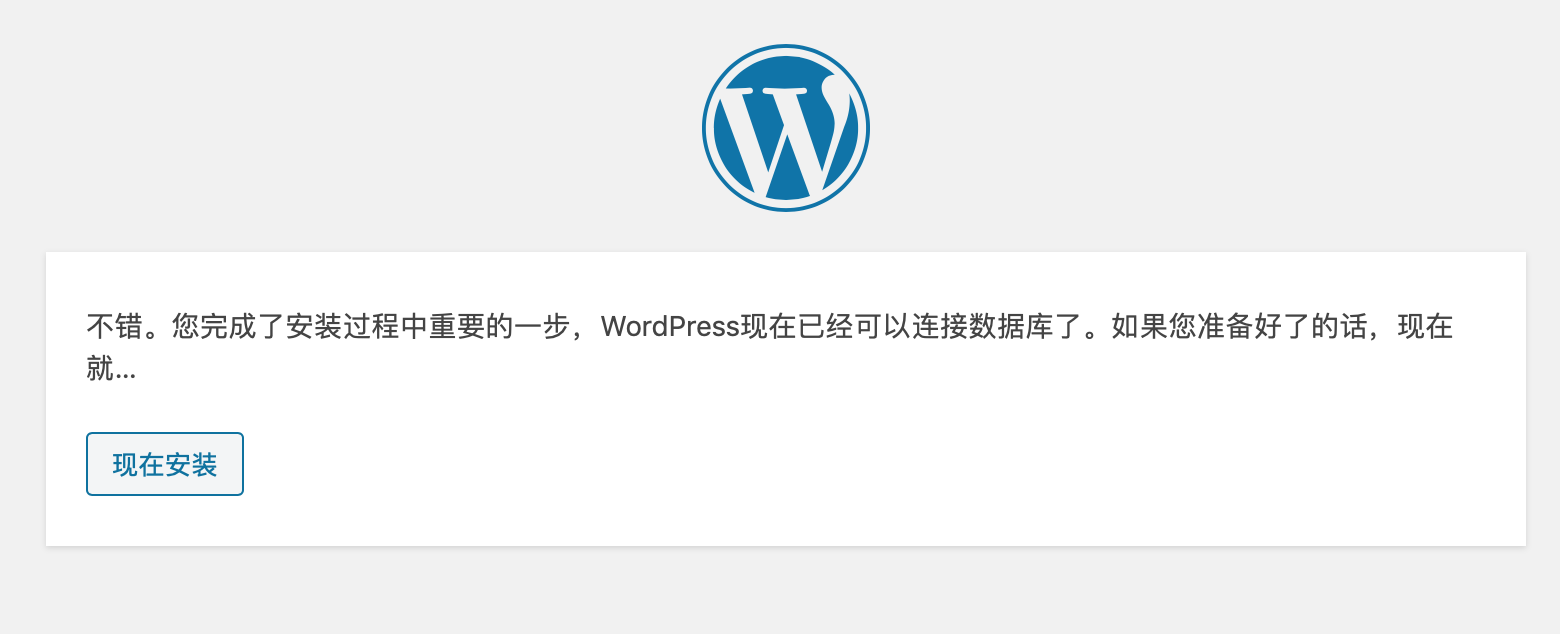 不错。您完成了安装过程中重要的一步，WordPress现在已经可以连接数据库了。如果您准备好了的话，现在
就…
现在安装